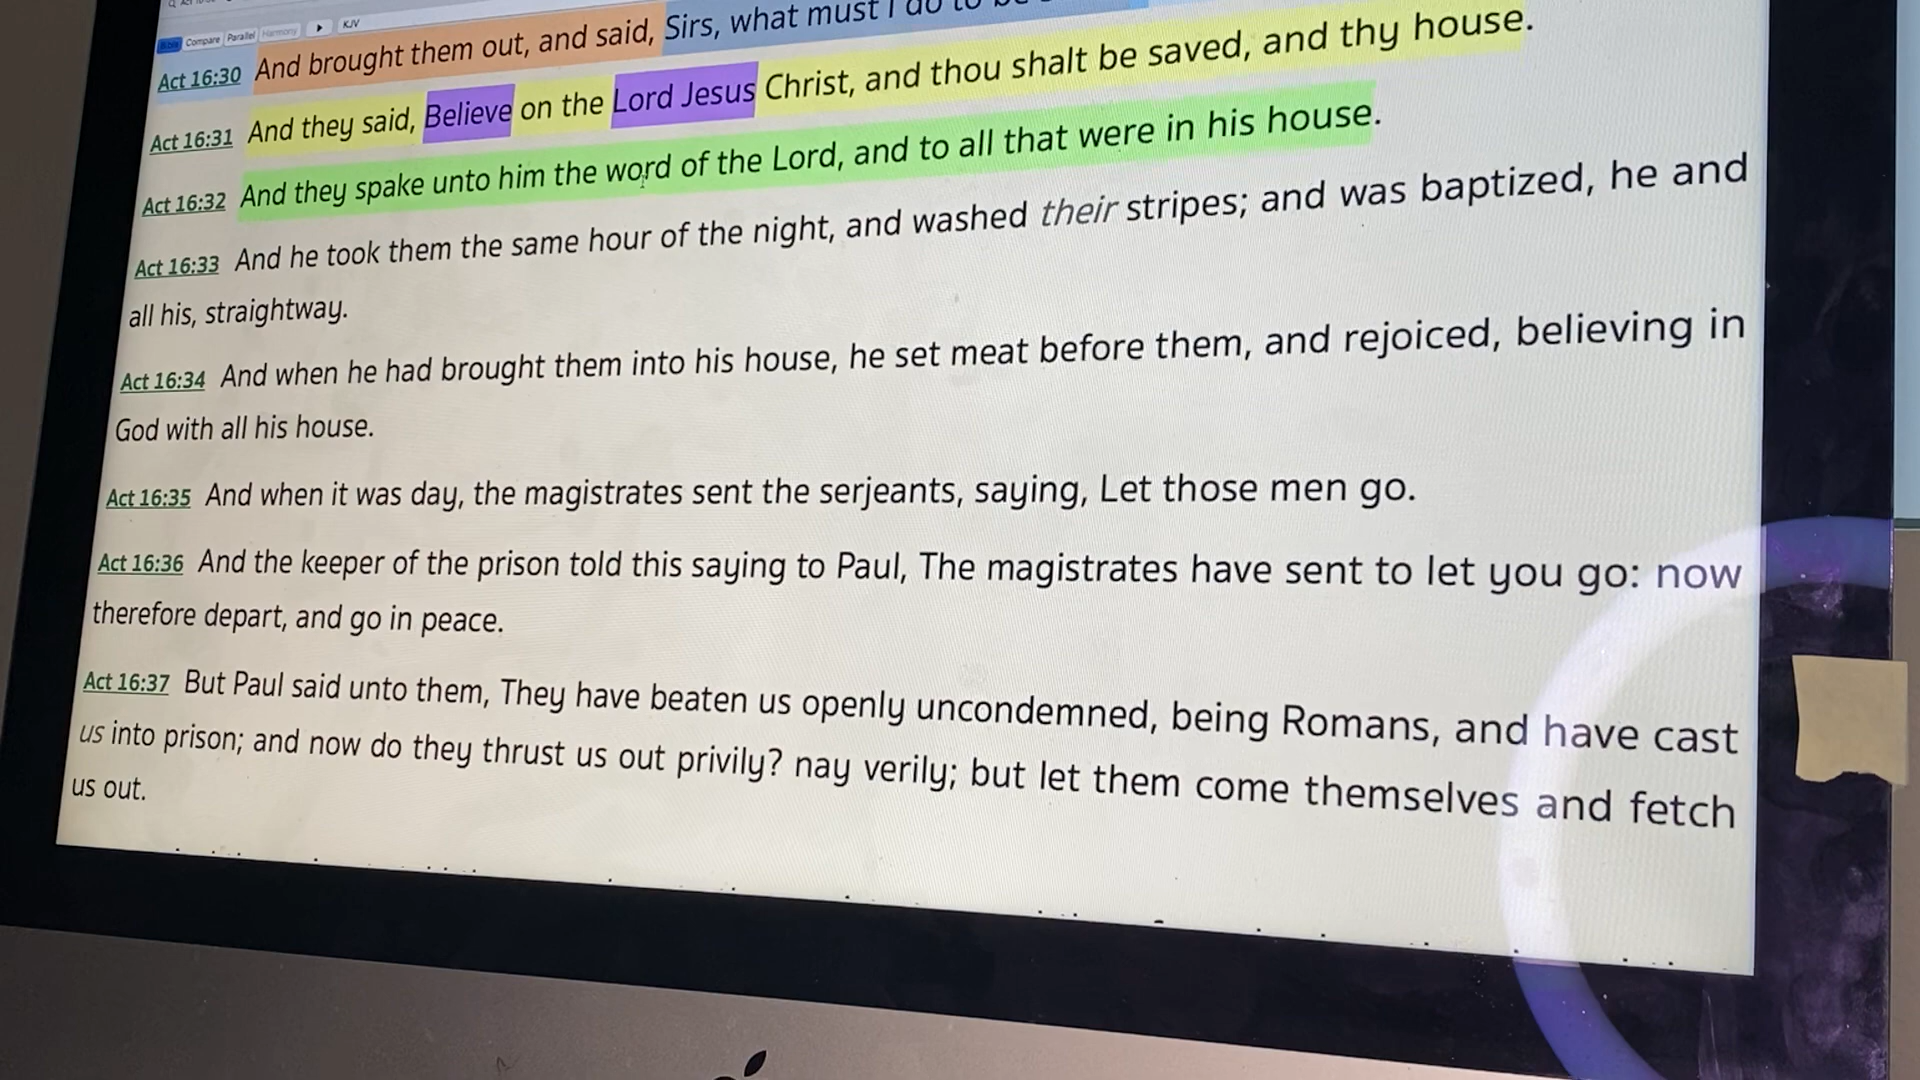 Bible Compare Parallel Harmony KJV
Act 16:30 And brought them out, and said, Sirs, what must I do to
Act 16:31 And they said, Believe on the Lord Jesus Christ, and thou shalt be saved, and thy house.
Act 16:32 And they spake unto him the word of the Lord, and to all that were in his house.
Act 16:33 And he took them the same hour of the night, and washed their stripes; and was baptized, he and
all his, straightway.
Act 16:34 And when he had brought them into his house, he set meat before them, and rejoiced, believing in
God with all his house.
Act 16:35 And when it was day, the magistrates sent the serjeants, saying, Let those men go.
Act 16:36 And the keeper of the prison told this saying to Paul, The magistrates have sent to let you go: now
therefore depart, and go in peace.
Act 16:37 But Paul said unto them, They have beaten us openly uncondemned, being Romans, and have cast
us into prison; and now do they thrust us out privily? nay verily; but let them come themselves and fetch
us out.